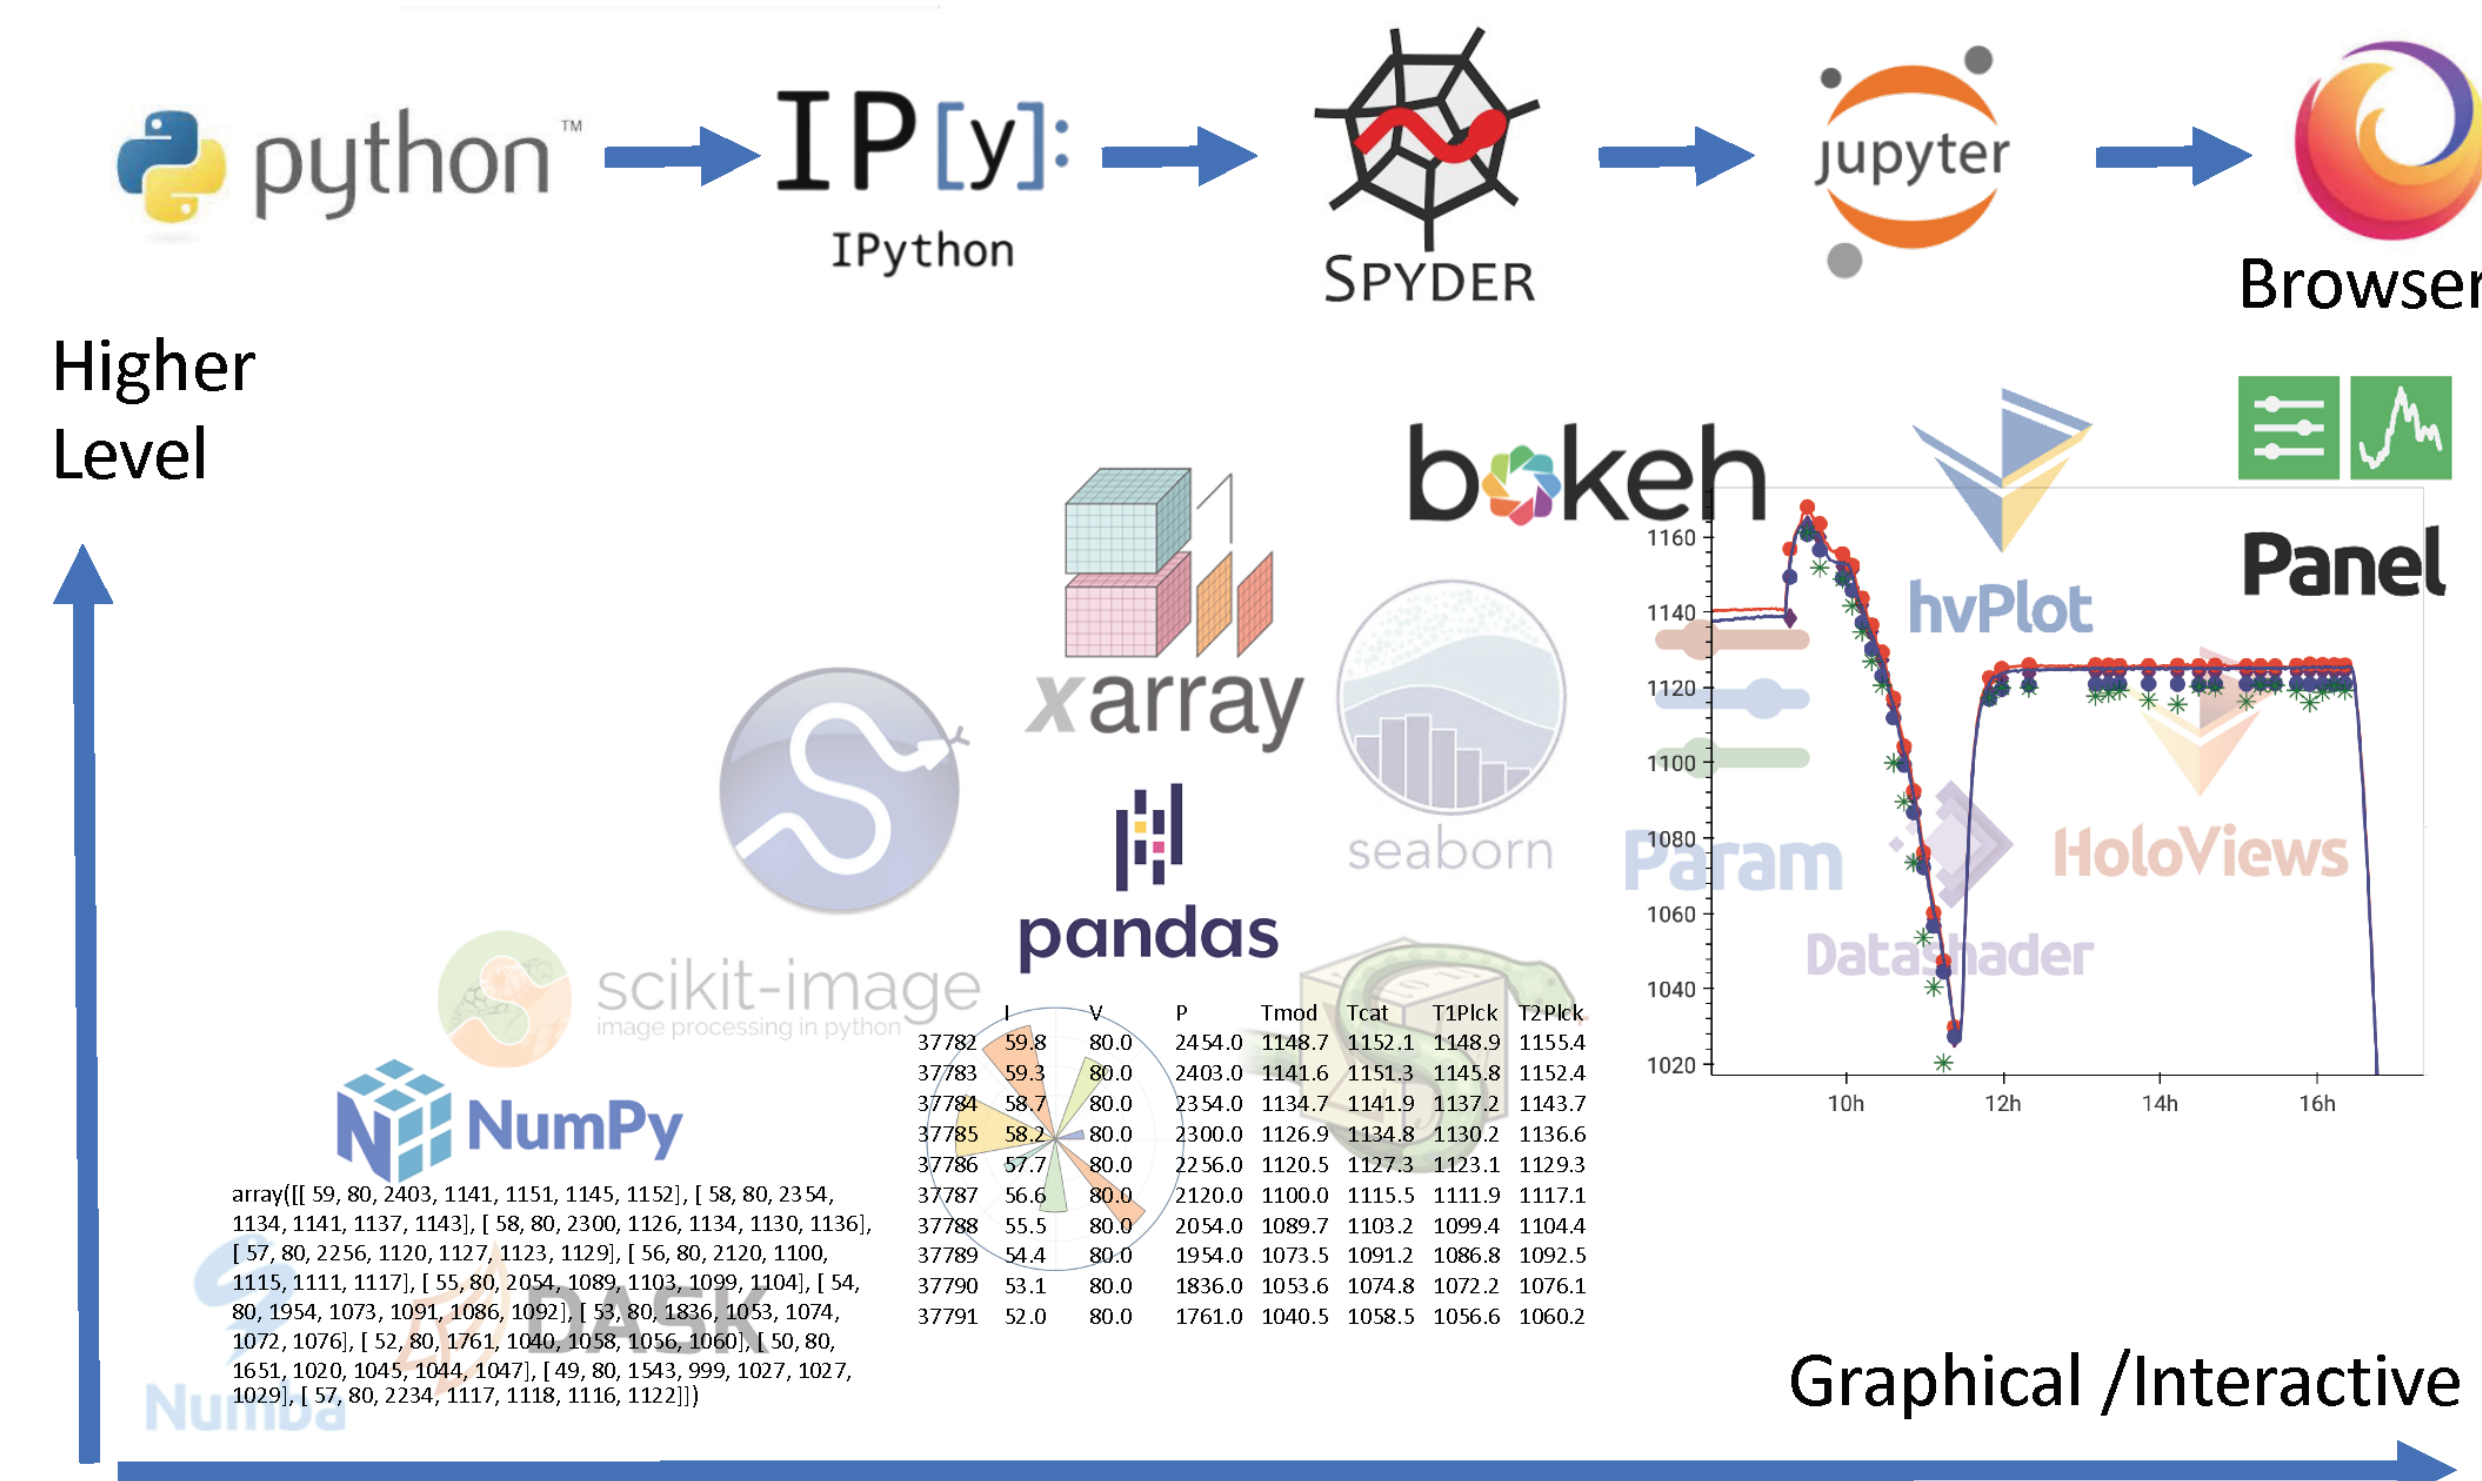 python™
IP[y]:
IPython
SPYDER
jupyter
Browser
Higher
Level
bokeh
xarray
hvPlot
Panel
seaborn
pandas
Param
HoloViews
Datashader
scikit-image
image processing in python
NumPy
array([[ 59, 80, 2403, 1141, 1151, 1145, 1152], [ 58, 80, 2354,
1134, 1141, 1137, 1143], [ 58, 80, 2300, 1126, 1134, 1130, 1136],
[ 57, 80, 2256, 1120, 1127, 1123, 1129], [ 56, 80, 2120, 1100,
1115, 1111, 1117], [ 55, 80, 2054, 1089, 1103, 1099, 1104], [ 54,
80, 1954, 1073, 1091, 1086, 1092], [ 53, 80, 1836, 1053, 1074,
1072, 1076], [ 52, 80, 1761, 1040, 1058, 1056, 1060], [ 50, 80,
1651, 1020, 1045, 1044, 1047], [ 49, 80, 1543, 999, 1027, 1027,
1029], [ 57, 80, 2234, 1117, 1118, 1116, 1122]])
DASK
Numba
I V P Tmod Tcat T1Plck T2Plck
37782 59.8 80.0 2454.0 1148.7 1152.1 1148.9 1155.4
37783 59.3 80.0 2403.0 1141.6 1151.3 1145.8 1152.4
37784 58.7 80.0 2354.0 1134.7 1141.9 1137.2 1143.7
37785 58.2 80.0 2300.0 1126.9 1134.8 1130.2 1136.6
37786 57.7 80.0 2256.0 1120.5 1127.3 1123.1 1129.3
37787 56.6 80.0 2120.0 1100.0 1115.5 1111.9 1117.1
37788 55.5 80.0 2054.0 1089.7 1103.2 1099.4 1104.4
37789 54.4 80.0 1954.0 1073.5 1091.2 1086.8 1092.5
37790 53.1 80.0 1836.0 1053.6 1074.8 1072.2 1076.1
37791 52.0 80.0 1761.0 1040.5 1058.5 1056.6 1060.2
1160
1140
1120
1100
1080
1060
1040
1020
10h 12h 14h 16h
Graphical /Interactive